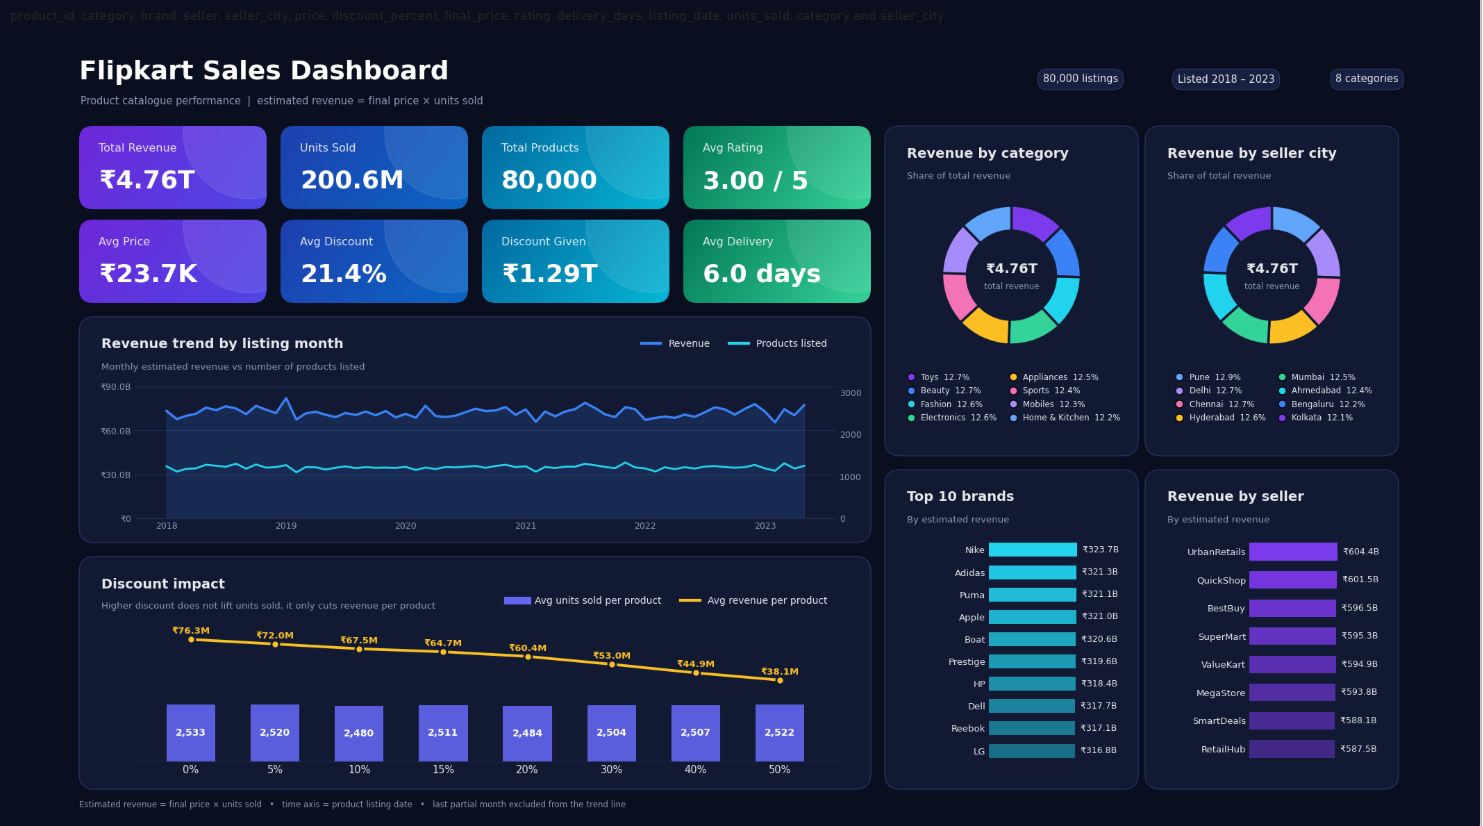 product_id, category, brand, seller, seller_city, price, discount_percent, final_price, rating, delivery_days, listing_date, units_sold, category and seller_city
Flipkart Sales Dashboard
80,000 listings
Listed 2018 – 2023
8 categories
Product catalogue performance | estimated revenue = final price × units sold
Total Revenue
₹4.76T
Units Sold
200.6M
Total Products
80,000
Avg Rating
3.00 / 5
Avg Price
₹23.7K
Avg Discount
21.4%
Discount Given
₹1.29T
Avg Delivery
6.0 days
Revenue by category
Share of total revenue
₹4.76T
total revenue
Toys 12.7%
Beauty 12.7%
Fashion 12.6%
Electronics 12.6%
Appliances 12.5%
Sports 12.4%
Mobiles 12.3%
Home & Kitchen 12.2%
Revenue by seller city
Share of total revenue
₹4.76T
total revenue
Pune 12.9%
Delhi 12.7%
Chennai 12.7%
Hyderabad 12.6%
Mumbai 12.5%
Ahmedabad 12.4%
Bengaluru 12.2%
Kolkata 12.1%
Revenue trend by listing month
Revenue
Products listed
Monthly estimated revenue vs number of products listed
₹90.0B
₹60.0B
₹30.0B
₹0
3000
2000
1000
0
2018
2019
2020
2021
2022
2023
Discount impact
Higher discount does not lift units sold, it only cuts revenue per product
Avg units sold per product
Avg revenue per product
₹76.3M
₹72.0M
₹67.5M
₹64.7M
₹60.4M
₹53.0M
₹44.9M
₹38.1M
2,533
2,520
2,480
2,511
2,484
2,504
2,507
2,522
0%
5%
10%
15%
20%
30%
40%
50%
Top 10 brands
By estimated revenue
Nike ₹323.7B
Adidas ₹321.3B
Puma ₹321.1B
Apple ₹321.0B
Boat ₹320.6B
Prestige ₹319.6B
HP ₹318.4B
Dell ₹317.7B
Reebok ₹317.1B
LG ₹316.8B
Revenue by seller
By estimated revenue
UrbanRetails ₹604.4B
QuickShop ₹601.5B
BestBuy ₹596.5B
SuperMart ₹595.3B
ValueKart ₹594.9B
MegaStore ₹593.8B
SmartDeals ₹588.1B
RetailHub ₹587.5B
Estimated revenue = final price × units sold • time axis = product listing date • last partial month excluded from the trend line